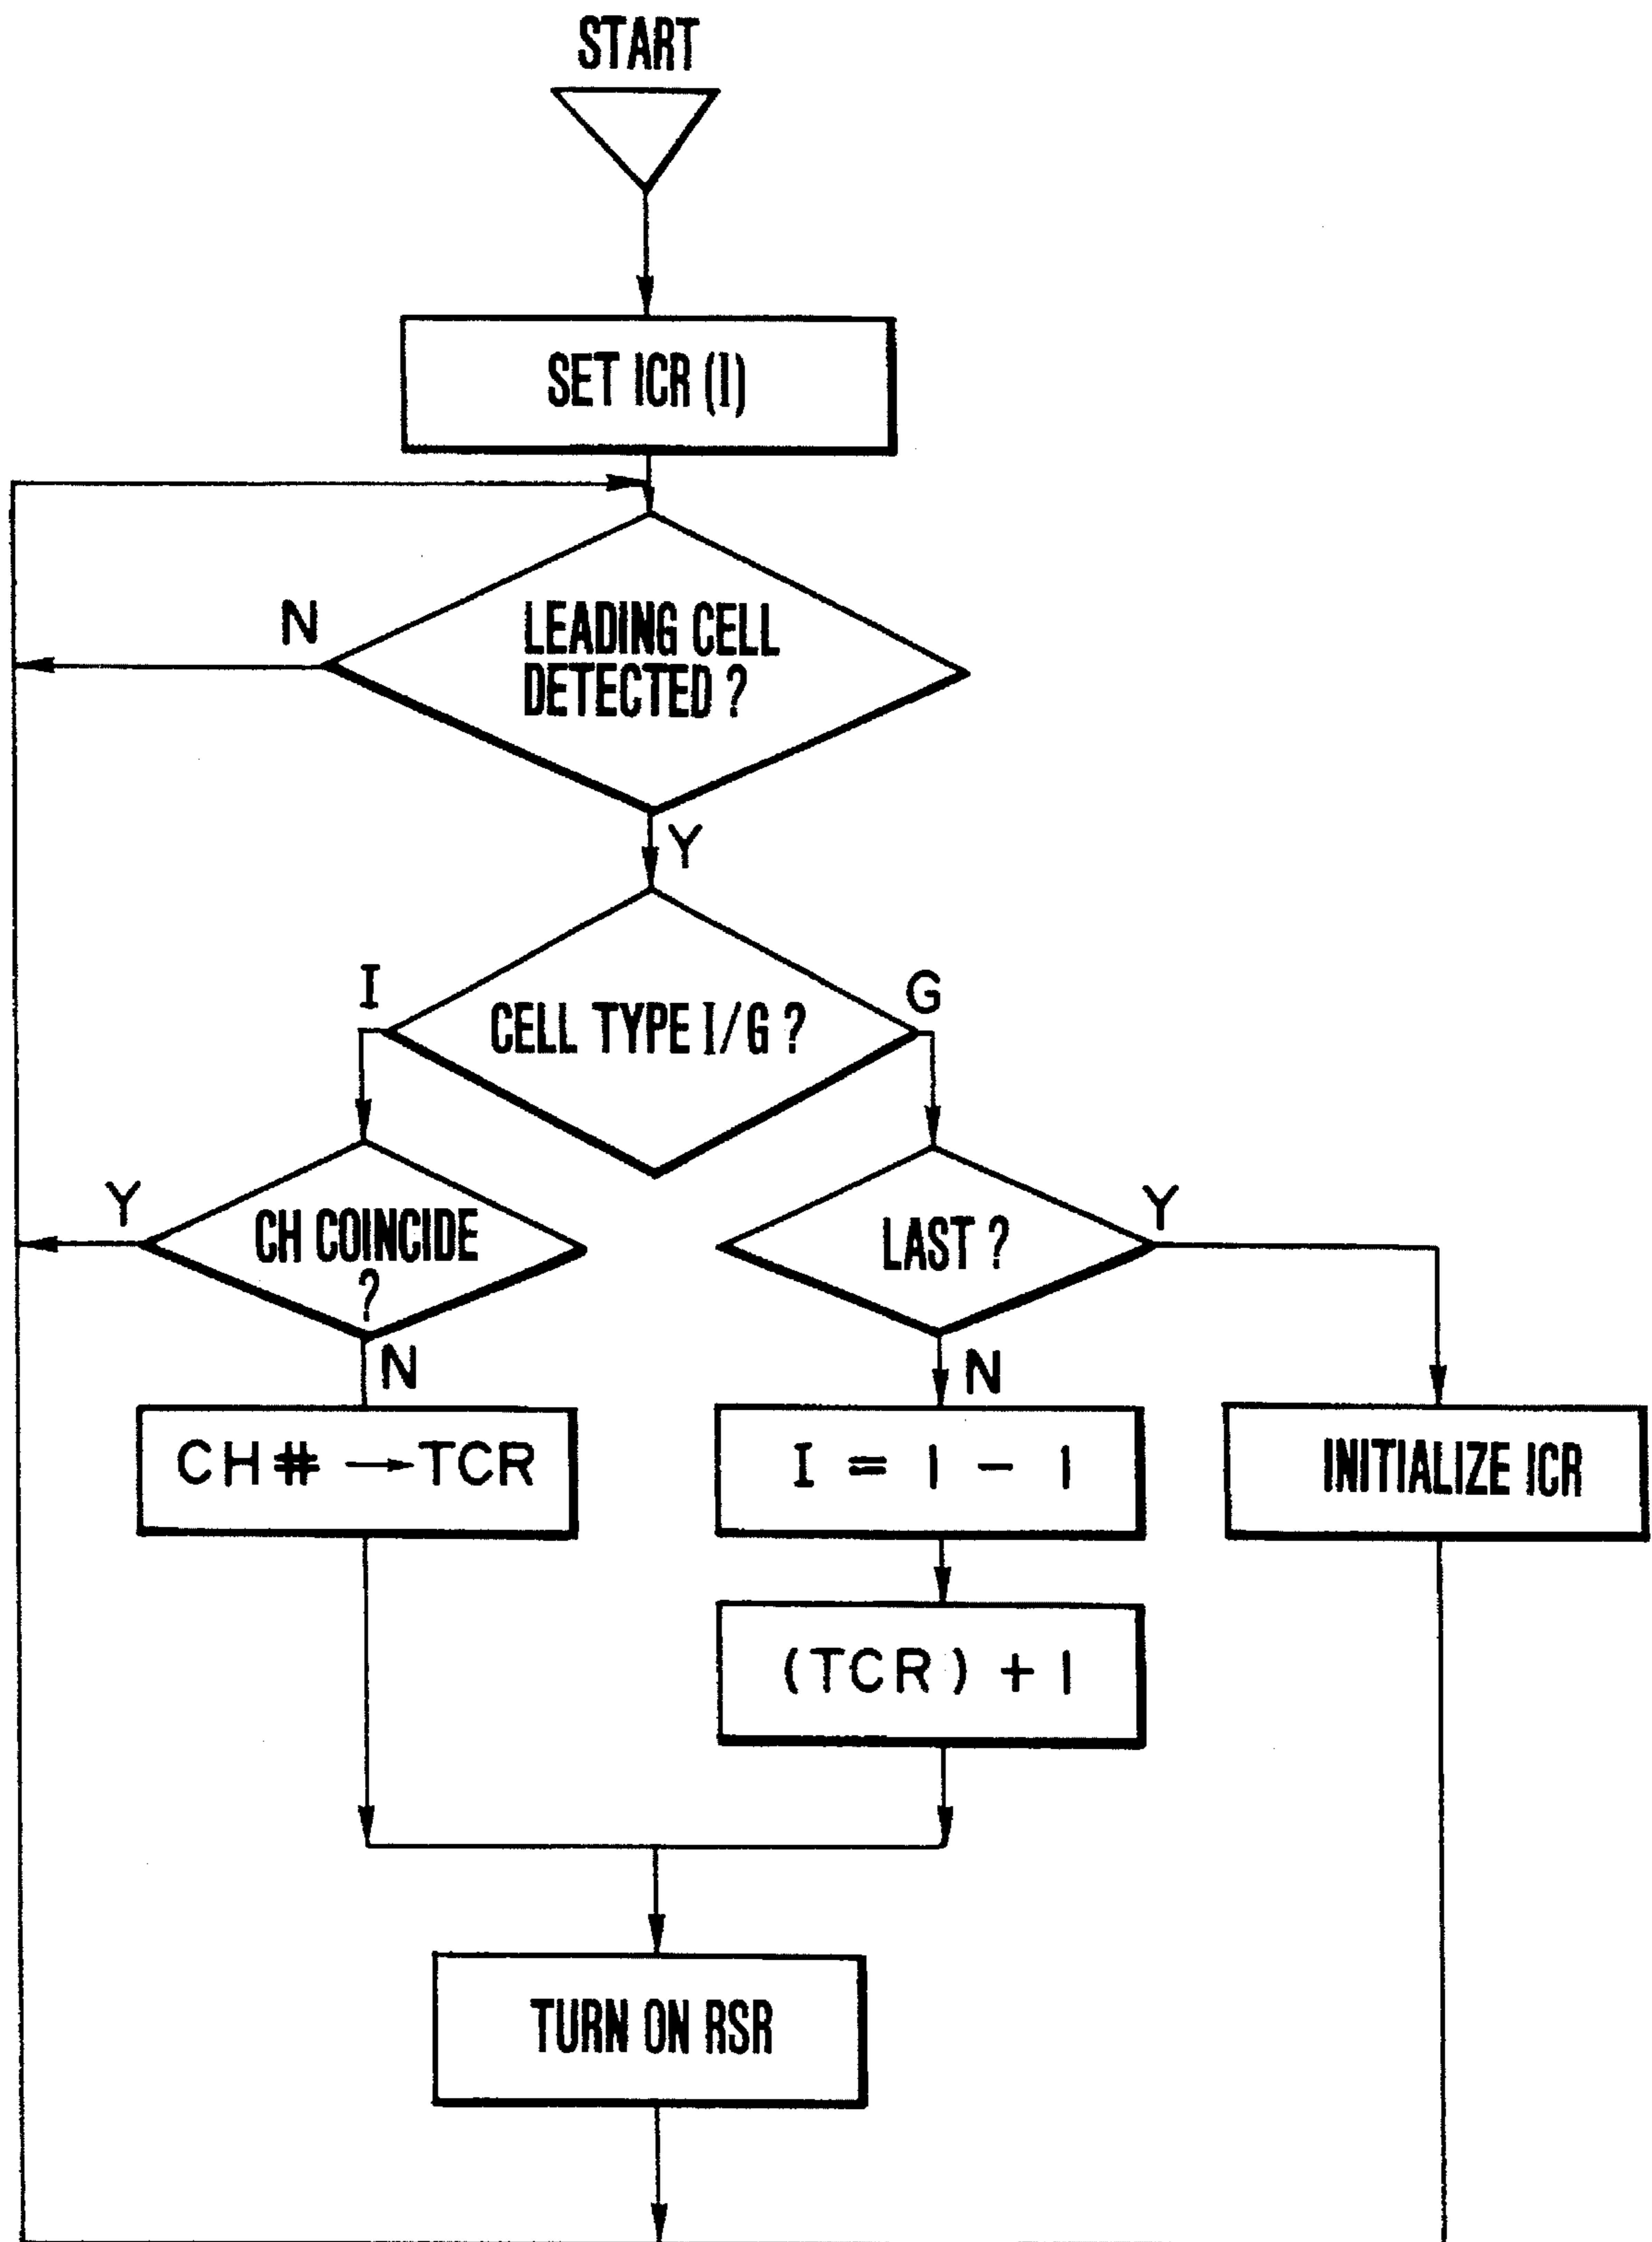 START
SET ICR (I)
N
LEADING CELL
DETECTED ?
Y
I
G
CELL TYPE I/G ?
Y
CH COINCIDE
?
LAST ?
Y
N
N
CH# → TCR
I = I - 1
INITIALIZE ICR
(TCR) + 1
TURN ON RSR